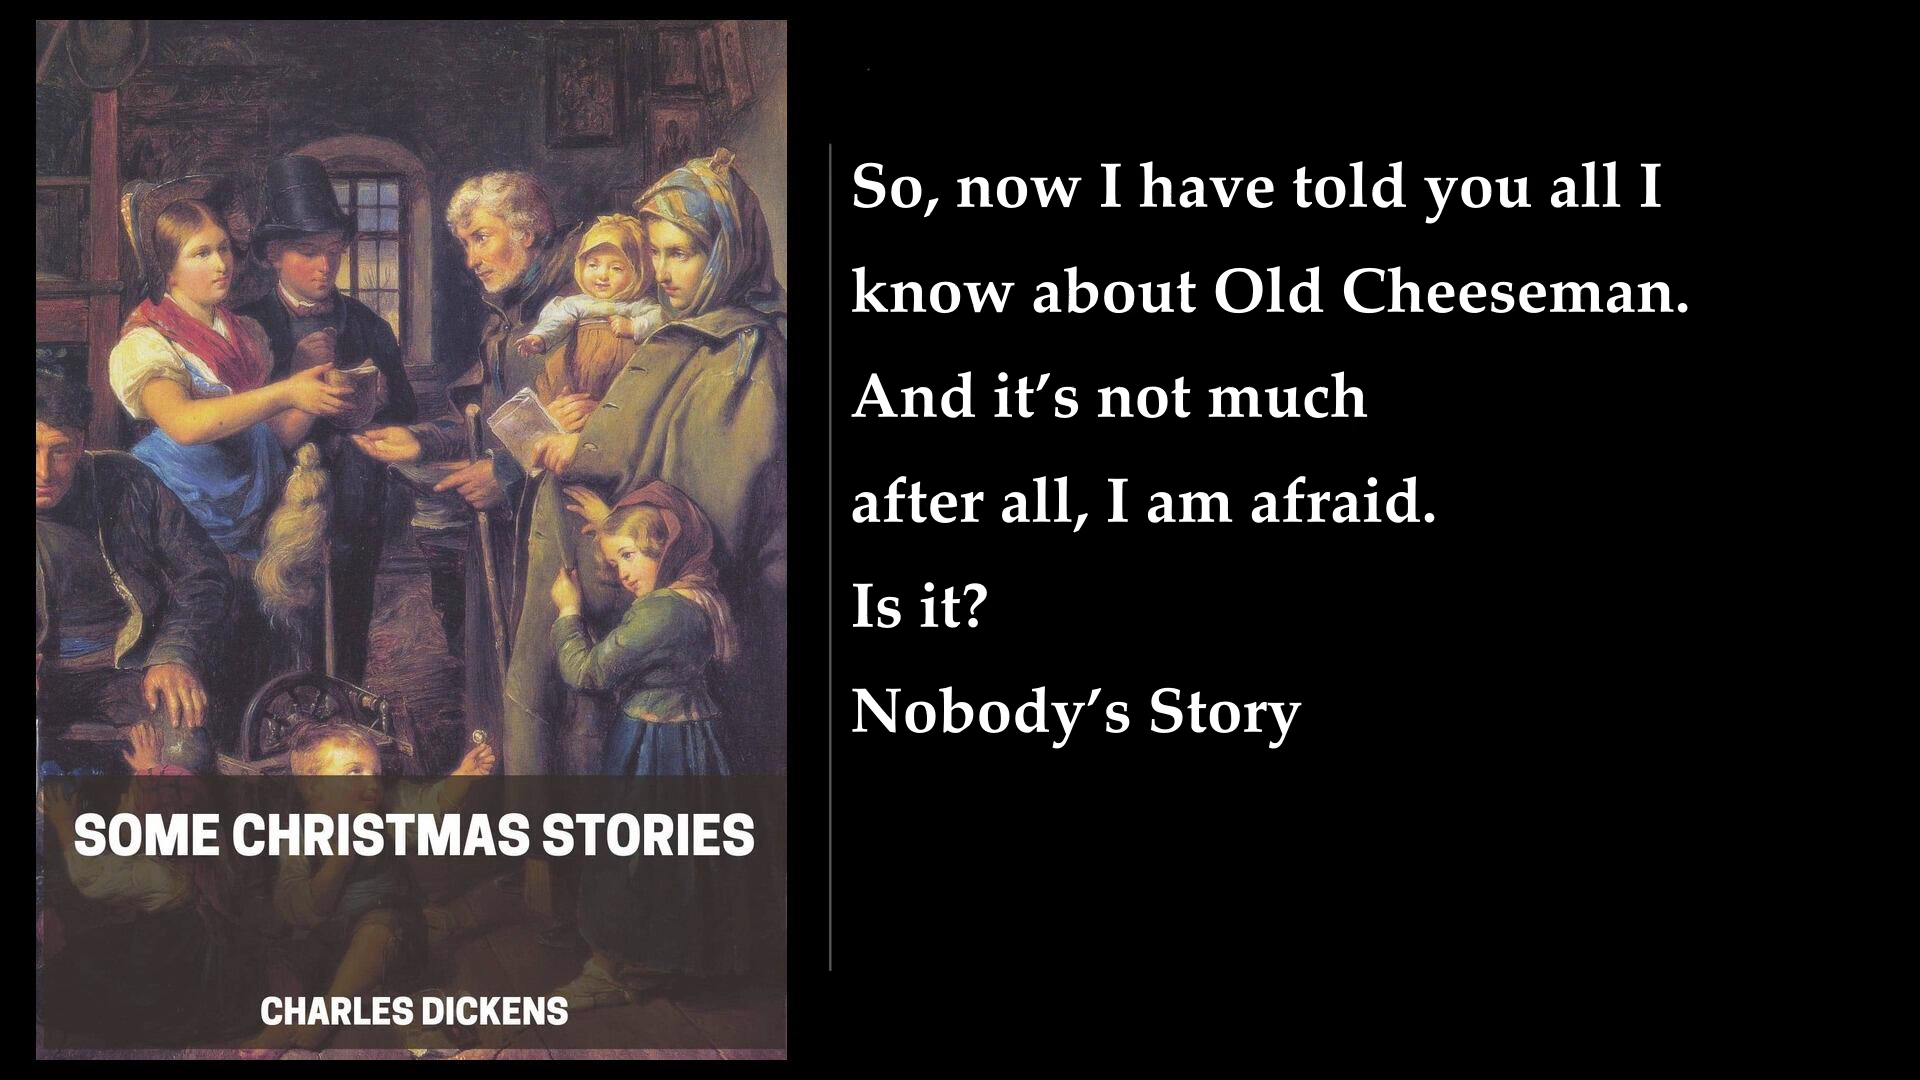 SOME CHRISTMAS STORIES
CHARLES DICKENS
So, now I have told you all I
know about Old Cheeseman.
And it’s not much
after all, I am afraid.
Is it?
Nobody’s Story